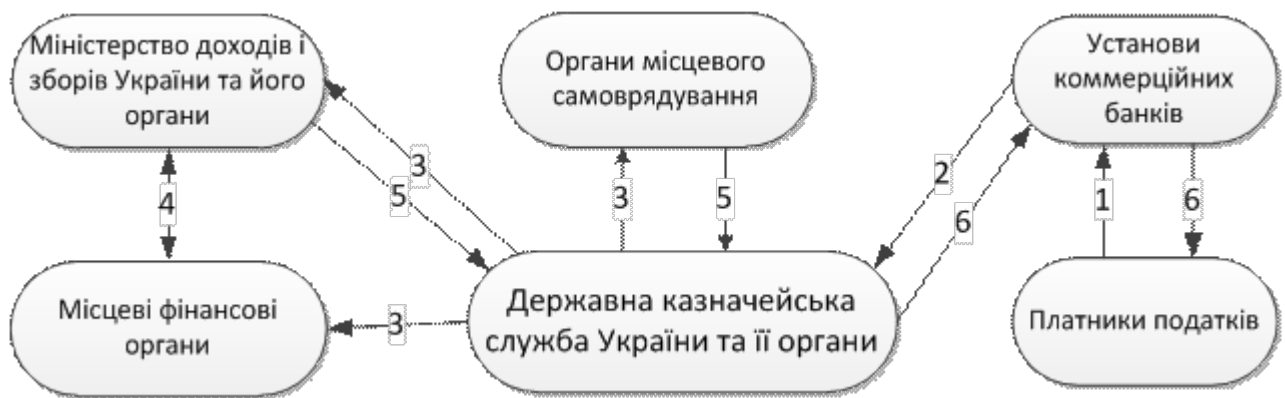 Міністерство доходів і
зборів України та його
органи
Органи місцевого
самоврядування
Установи
коммерційних
банків
3
5
4
3
5
2
6
1
6
Місцеві фінансові
органи
3
Державна казначейська
служба України та її органи
Платники податків